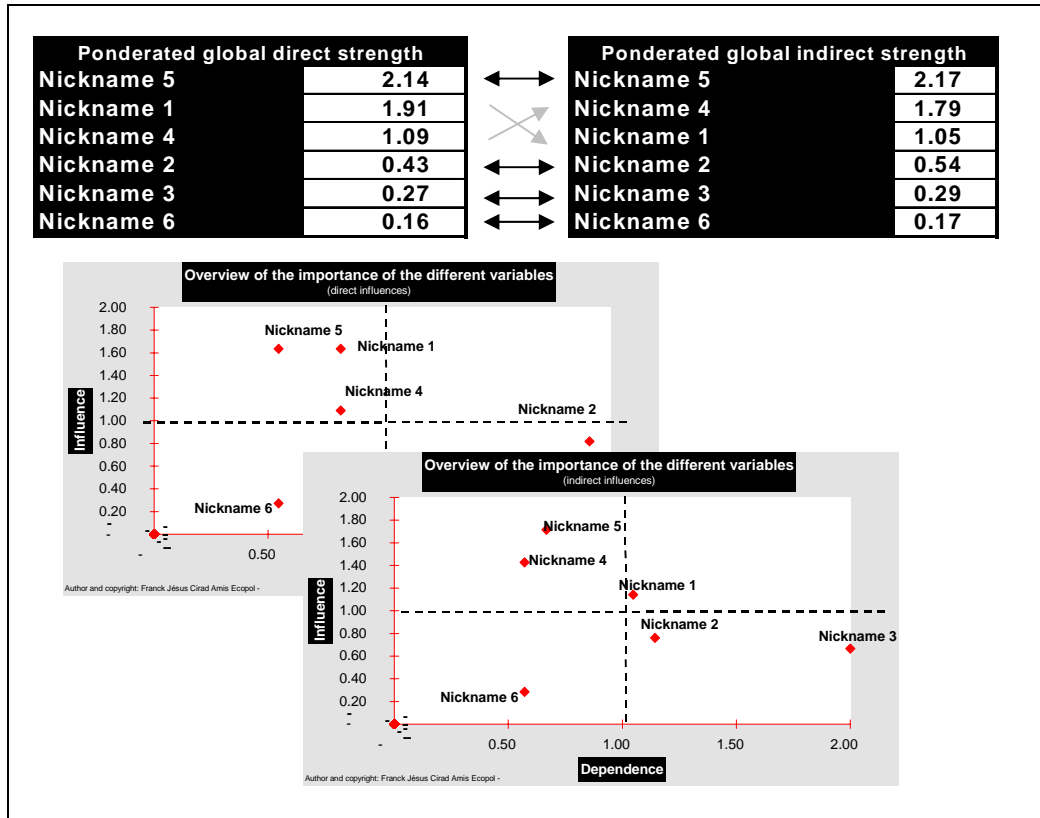 Ponderated global direct strength
Nickname 5 2.14
Nickname 1 1.91
Nickname 4 1.09
Nickname 2 0.43
Nickname 3 0.27
Nickname 6 0.16
Ponderated global indirect strength
Nickname 5 2.17
Nickname 4 1.79
Nickname 1 1.05
Nickname 2 0.54
Nickname 3 0.29
Nickname 6 0.17
Overview of the importance of the different variables
(direct influences)
2.00
1.80
1.60
1.40
1.20
1.00
0.80
0.60
0.40
0.20
-
Influence
Nickname 5
Nickname 1
Nickname 4
Nickname 2
Nickname 6
-
0.50
Author and copyright: Franck Jésus Cirad Amis Ecopol -
Overview of the importance of the different variables
(indirect influences)
2.00
1.80
1.60
1.40
1.20
1.00
0.80
0.60
0.40
0.20
-
Influence
Nickname 5
Nickname 4
Nickname 1
Nickname 2
Nickname 3
Nickname 6
-
0.50
1.00
1.50
2.00
Dependence
Author and copyright: Franck Jésus Cirad Amis Ecopol -